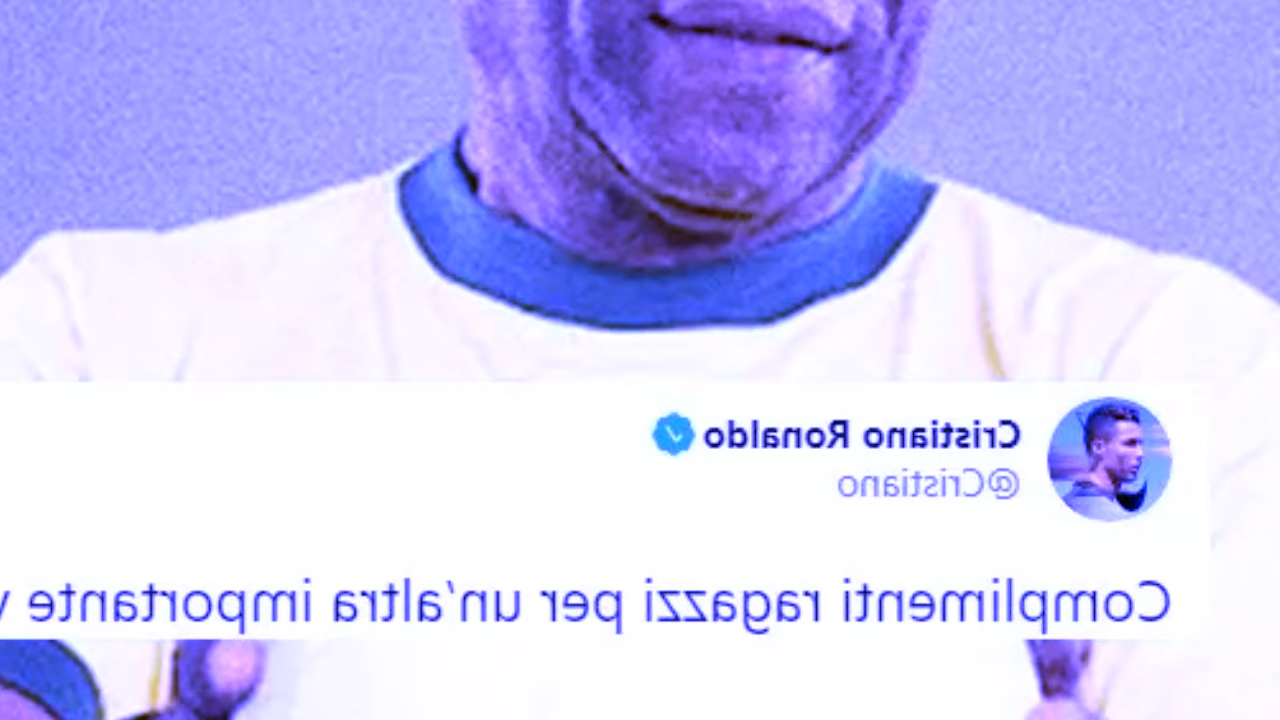 Cristiano Ronaldo
@Cristiano
Complimenti ragazzi per un'altra importante